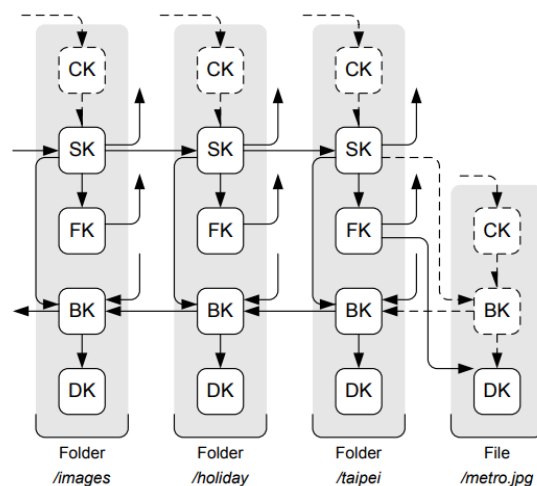 CK
CK
CK
SK
SK
SK
FK
FK
FK
CK
BK
BK
BK
BK
DK
DK
DK
DK
Folder
Folder
Folder
File
/images
/holiday
/taipei
/metro.jpg